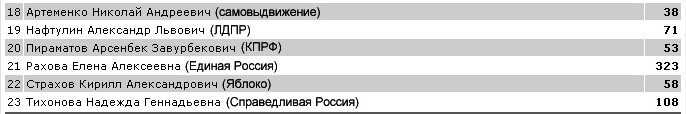 18 Артеменко Николай Андреевич (самовыдвижение) 38
19 Нафтулин Александр Львович (ЛДПР) 71
20 Пираматов Арсенбек Завурбекович (КПРФ) 53
21 Рахова Елена Алексеевна (Единая Россия) 323
22 Страхов Кирилл Александрович (Яблоко) 58
23 Тихонова Надежда Геннадьевна (Справедливая Россия) 108